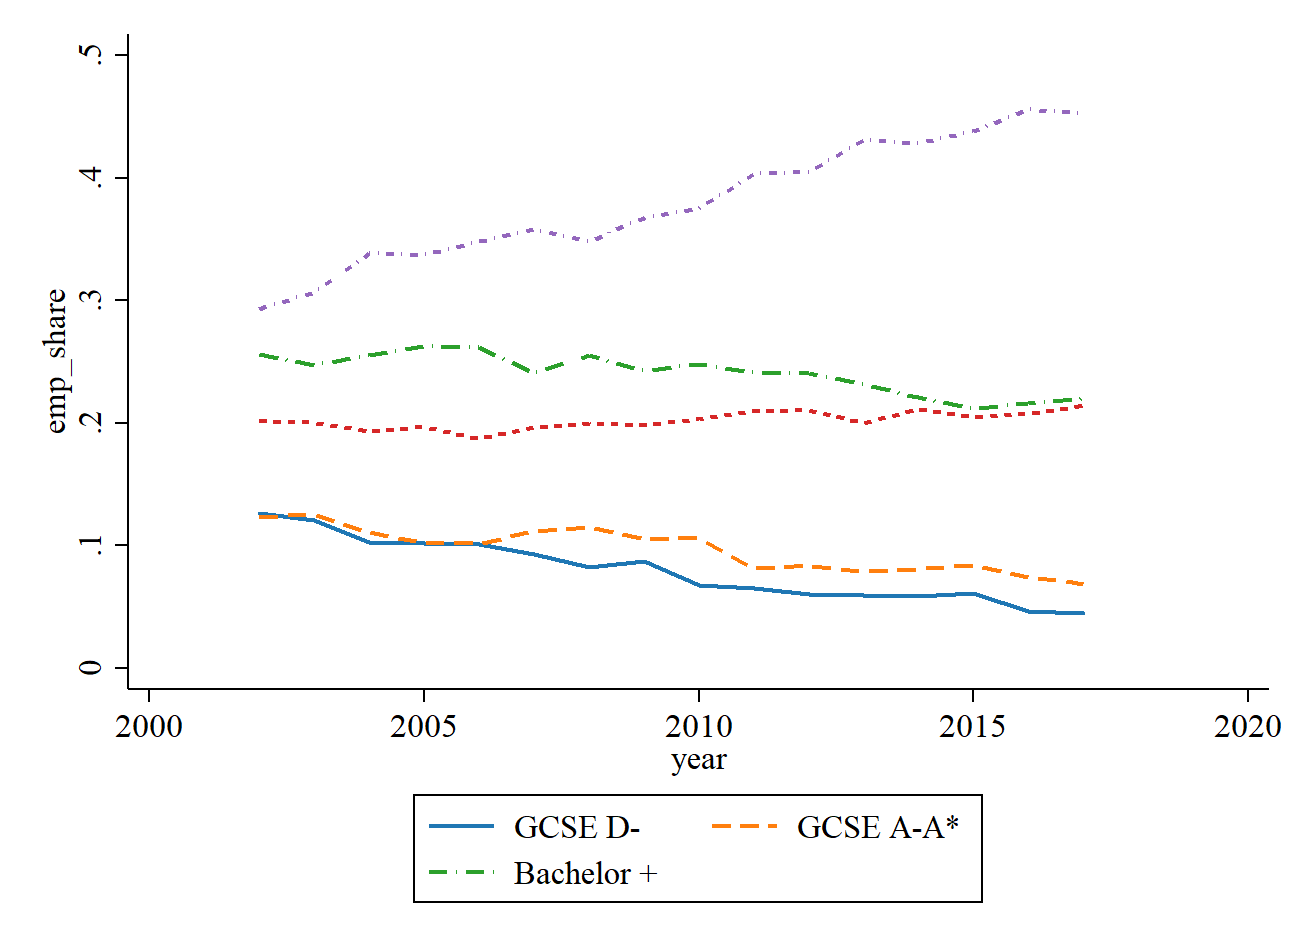 .5
.4
.3
.2
.1
0
emp_share
2000 2005 2010 2015 2020
year
GCSE D- GCSE A-A*
Bachelor +